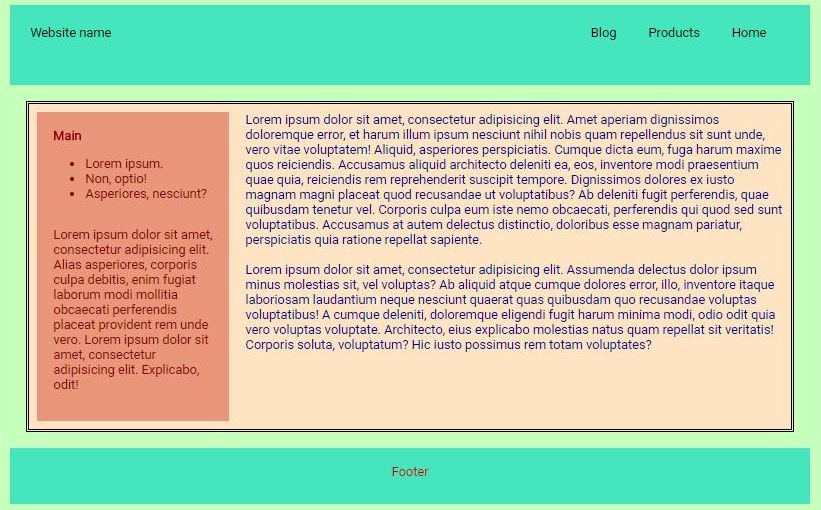 Website name
Blog Products Home
Main
Lorem ipsum.
Non, optio!
Asperiores, nesciunt?
Lorem ipsum dolor sit amet,
consectetur adipisicing elit.
Alias asperiores, corporis
culpa debitis, enim fugiat
laborum modi mollitia
obcaecati perferendis
placeat provident rem unde
vero. Lorem ipsum dolor sit
amet, consectetur
adipisicing elit. Explicabo,
odit!
Lorem ipsum dolor sit amet, consectetur adipisicing elit. Amet aperiam dignissimos
doloremque error, et harum illum ipsum nesciunt nihil nobis quam repellendus sit sunt unde,
vero vitae voluptatem! Aliquid, asperiores perspiciatis. Cumque dicta eum, fuga harum maxime
quos reiciendis. Accusamus aliquid architecto deleniti ea, eos, inventore modi praesentium
quae quia, reiciendis rem reprehenderit suscipit tempore. Dignissimos dolores ex iusto
magnam magni placeat quod recusandae ut voluptatibus? Ab deleniti fugit perferendis, quae
quibusdam tenetur vel. Corporis culpa eum iste nemo obcaecati, perferendis qui quod sed sunt
voluptatibus. Accusamus at autem delectus distinctio, doloribus esse magnam pariatur,
perspiciatis quia ratione repellat sapiente.
Lorem ipsum dolor sit amet, consectetur adipisicing elit. Assumenda delectus dolor ipsum
minus molestias sit, vel voluptas? Ab aliquid atque cumque dolores error, illo, inventore itaque
laboriosam laudantium neque nesciunt quaerat quas quibusdam quo recusandae voluptas
voluptatibus! A cumque deleniti, doloremque eligendi fugit harum minima modi, odio odit quia
vero voluptas voluptate. Architecto, eius explicabo molestias natus quam repellat sit veritatis!
Corporis soluta, voluptatum? Hic iusto possimus rem totam voluptates?
Footer